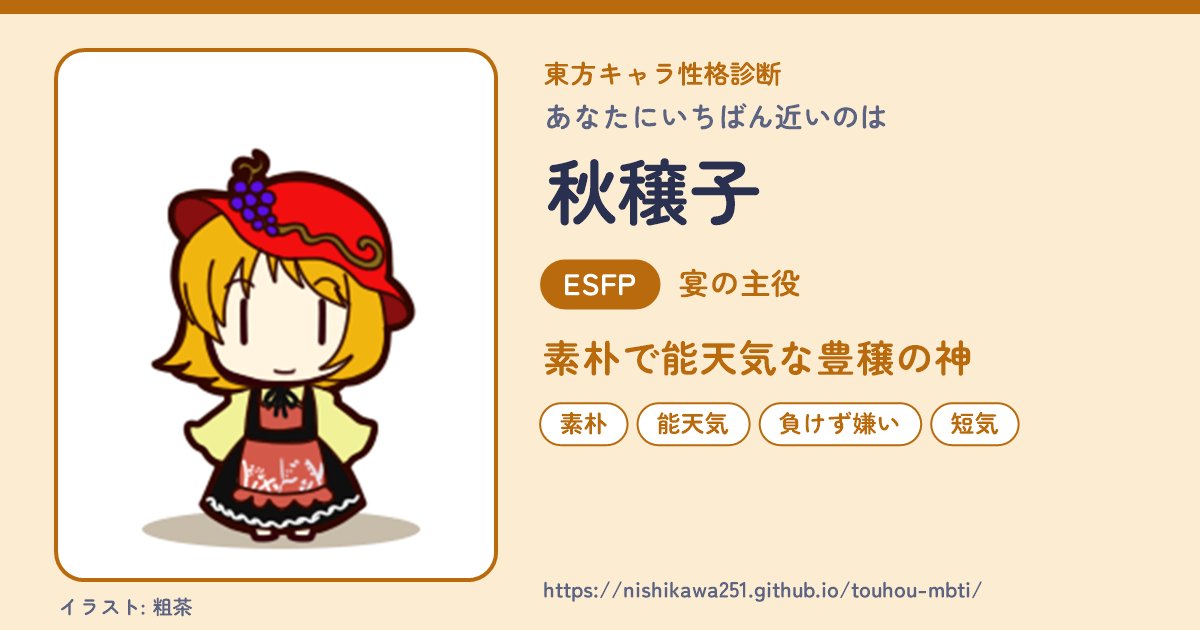 東方キャラ性格診断
あなたにいちばん近いのは
秋穣子
ESFP 宴の主役
素朴で能天気な豊穣の神
素朴 能天気 負けず嫌い 短気
https://nishikawa251.github.io/touhou-mbti/
イラスト: 粗茶